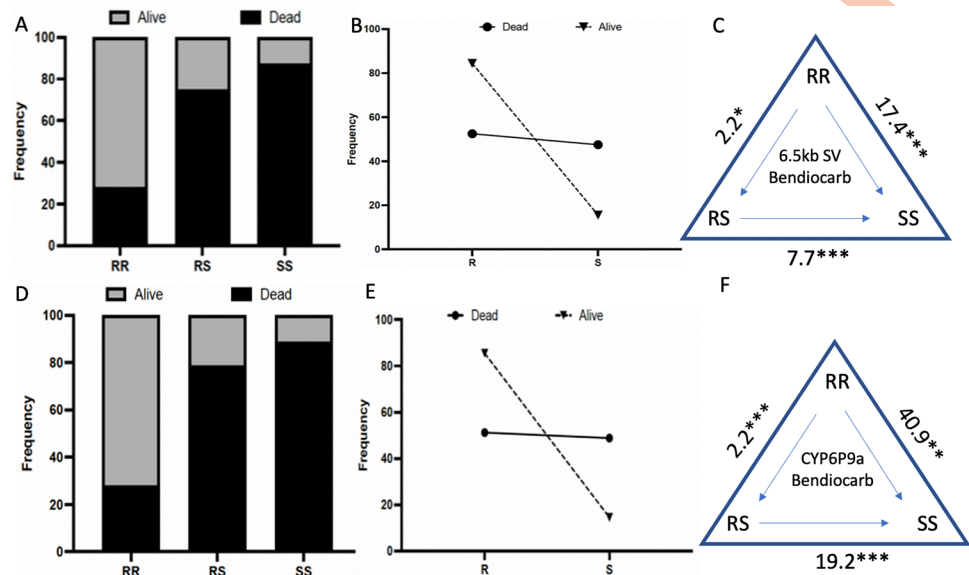 A
Alive
Dead
Frequency
100
80
60
40
20
0
RR
RS
SS
B
Dead
Alive
Frequency
100
80
60
40
20
0
R
S
C
RR
2.2*
17.4***
6.5kb SV
Bendiocarb
RS
SS
7.7***
D
Alive
Dead
Frequency
100
80
60
40
20
0
RR
RS
SS
E
Dead
Alive
Frequency
100
80
60
40
20
0
R
S
F
RR
2.2***
40.9**
CYP6P9a
Bendiocarb
RS
SS
19.2***